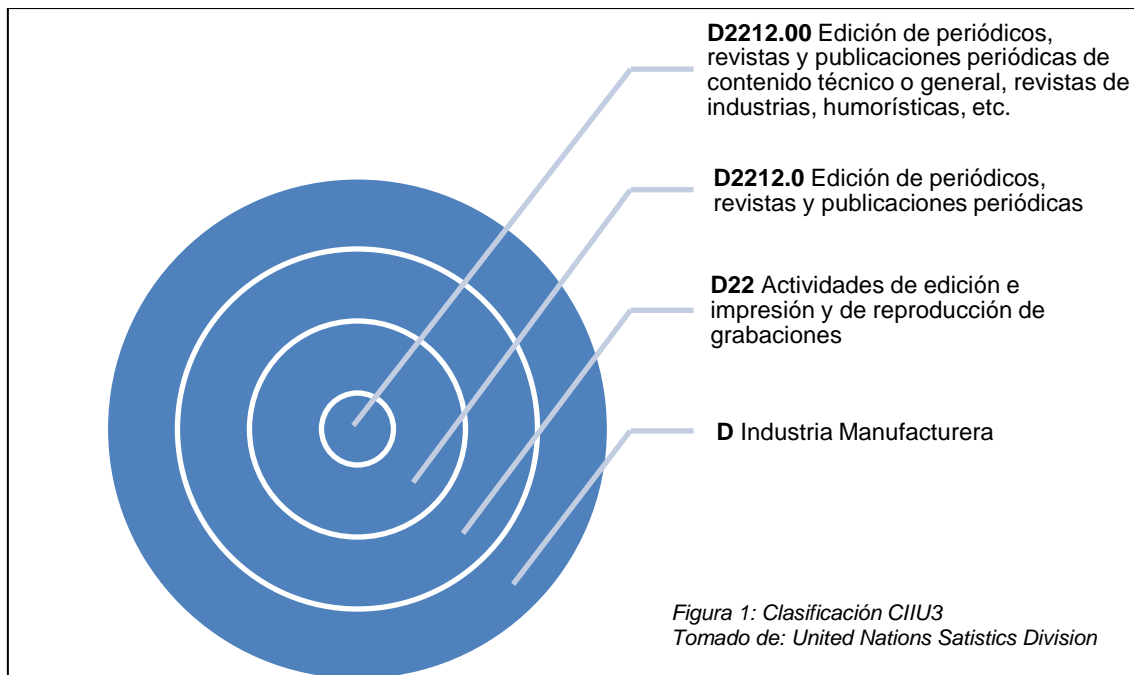 D2212.00 Edición de periódicos,
revistas y publicaciones periódicas de
contenido técnico o general, revistas de
industrias, humorísticas, etc.
D2212.0 Edición de periódicos,
revistas y publicaciones periódicas
D22 Actividades de edición e
impresión y de reproducción de
grabaciones
D Industria Manufacturera
Figura 1: Clasificación CIIU3
Tomado de: United Nations Satistics Division